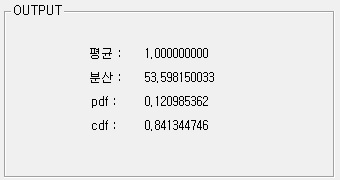 OUTPUT
평균 : 1,000000000
분산 : 53,598150033
pdf : 0,120985362
cdf : 0,841344746